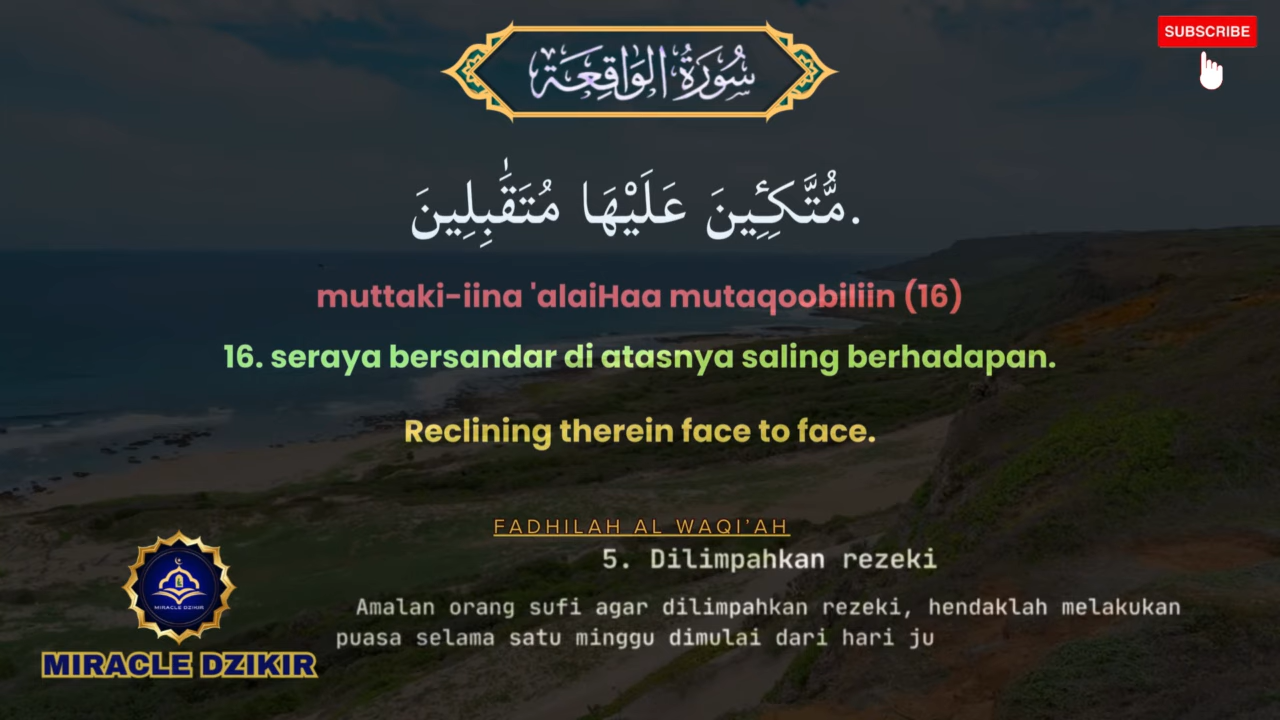 سُورَةُ الوَاقِعَة
SUBSCRIBE
مُّتَّكِـِٔينَ عَلَيْهَا مُتَقَٰبِلِينَ.
muttaki-iina 'alaiHaa mutaqoobiliin (16)
16. seraya bersandar di atasnya saling berhadapan.
Reclining therein face to face.
FADHILAH AL WAQI'AH
5. Dilimpahkan rezeki
Amalan orang sufi agar dilimpahkan rezeki, hendaklah melakukan
puasa selama satu minggu dimulai dari hari ju
MIRACLE DZIKIR
MIRACLE DZIKIR